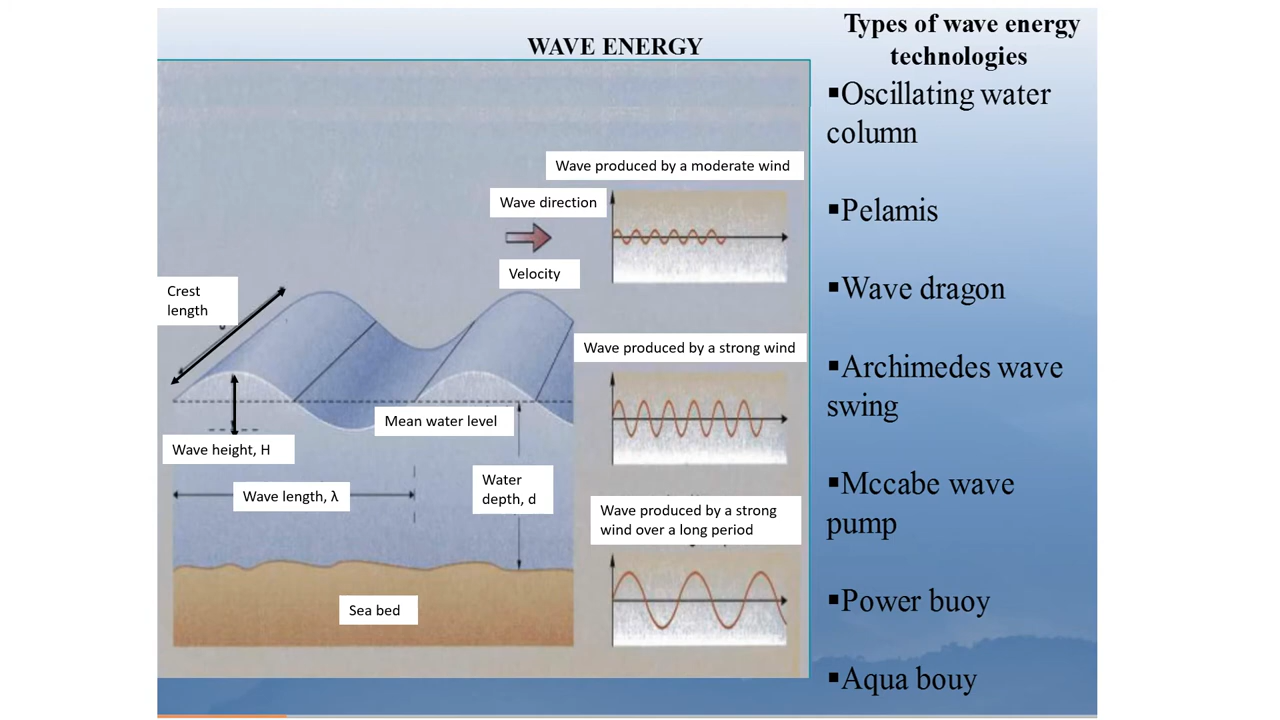 WAVE ENERGY
Wave produced by a moderate wind
Wave direction
Velocity
Crest
length
Wave produced by a strong wind
Mean water level
Wave height, H
Water
depth, d
Wave length, λ
Wave produced by a strong
wind over a long period
Sea bed
Types of wave energy
technologies
▪Oscillating water
column
▪Pelamis
▪Wave dragon
▪Archimedes wave
swing
▪Mccabe wave
pump
▪Power buoy
▪Aqua bouy